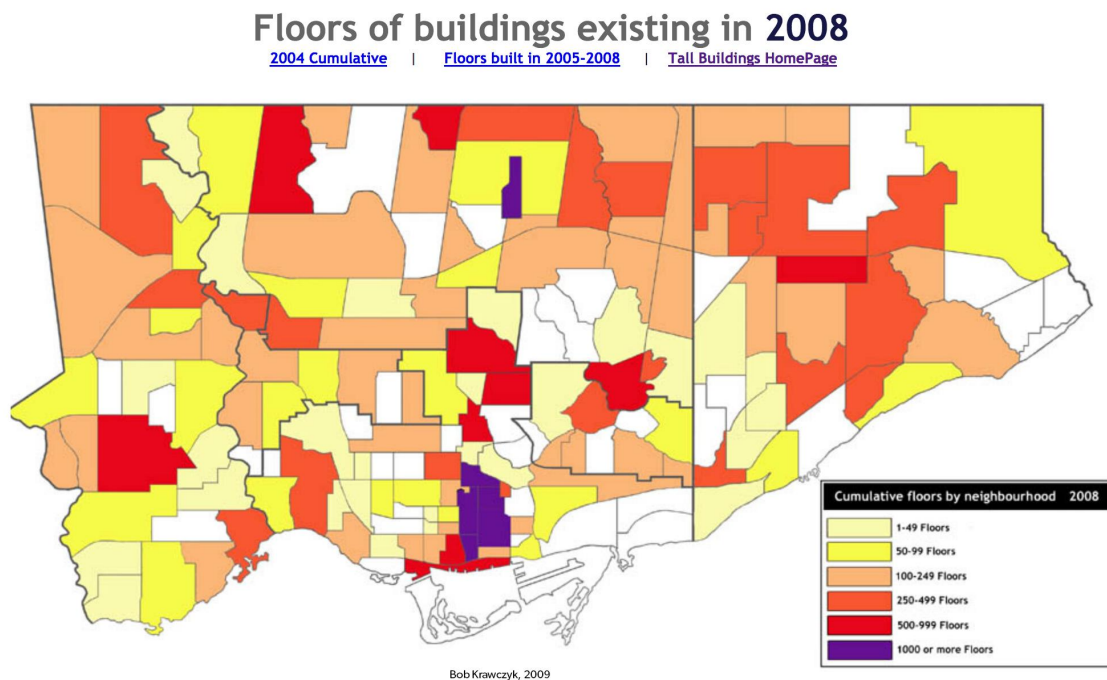 Floors of buildings existing in 2008
2004 Cumulative | Floors built in 2005-2008 | Tall Buildings HomePage
Cumulative floors by neighbourhood 2008
1-49 Floors
50-99 Floors
100-249 Floors
250-499 Floors
500-999 Floors
1000 or more Floors
Bob Krawczyk, 2009